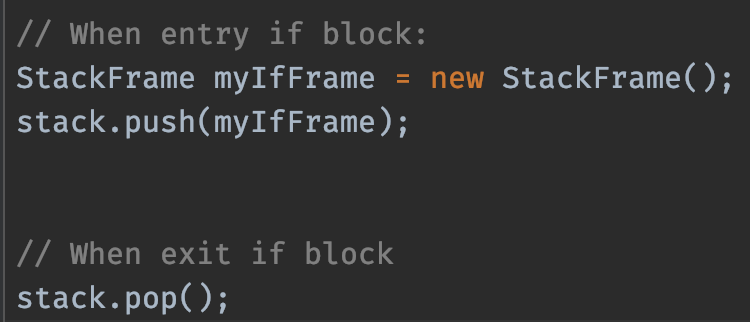 // When entry if block:
StackFrame myIfFrame = new StackFrame();
stack.push(myIfFrame);
// When exit if block
stack.pop();